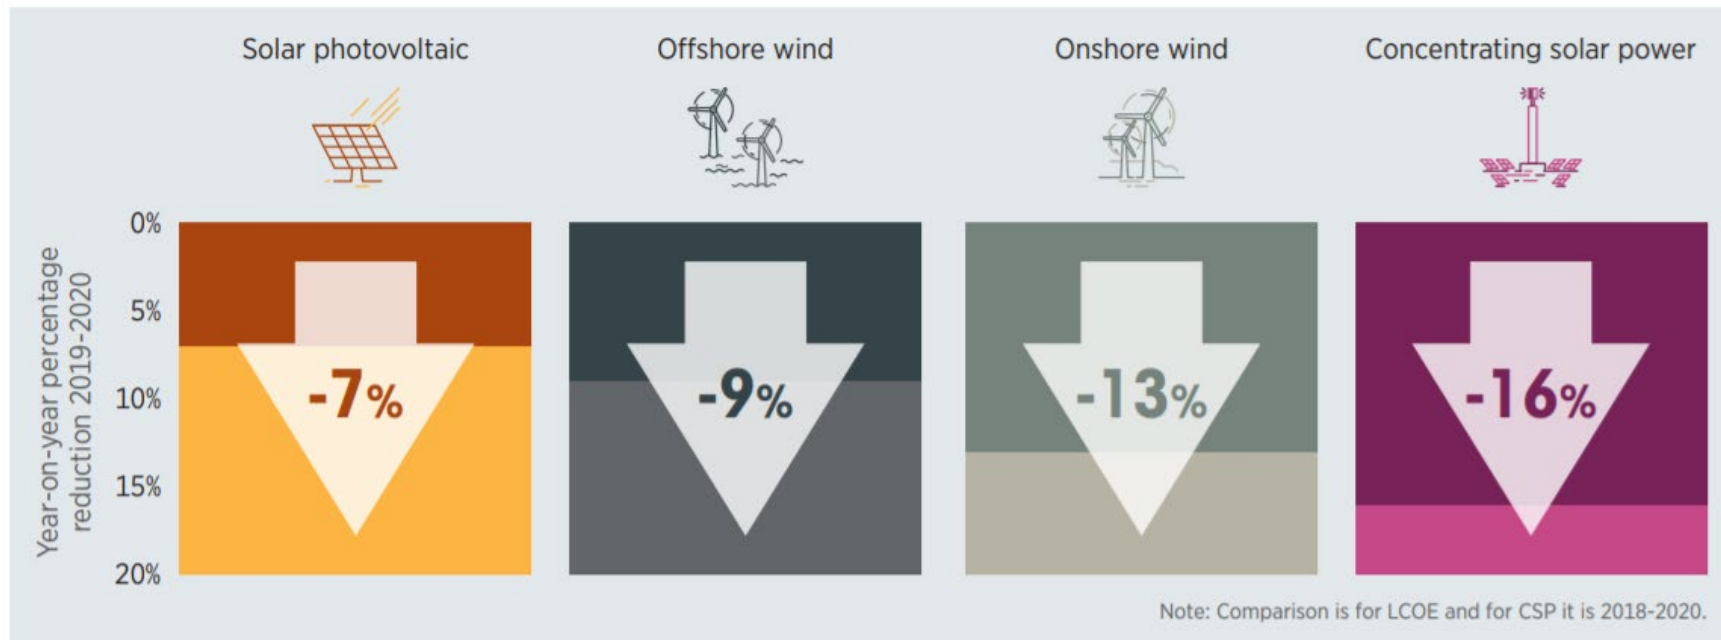 Solar photovoltaic
Offshore wind
Onshore wind
Concentrating solar power
Year-on-year percentage
reduction 2019-2020
0%
5%
10%
15%
20%
-7%
-9%
-13%
-16%
Note: Comparison is for LCOE and for CSP it is 2018-2020.